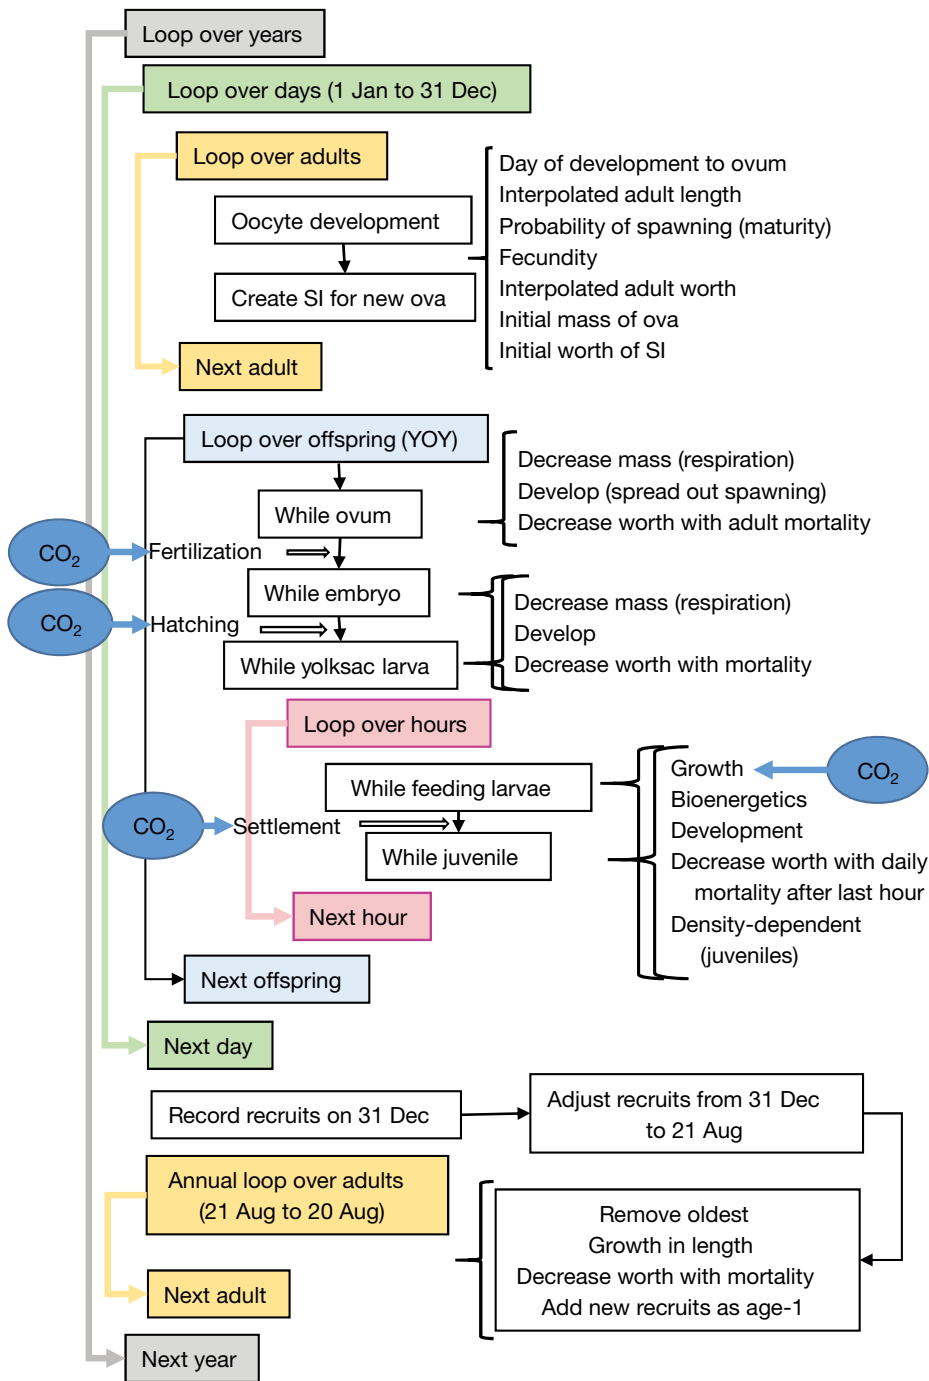 Loop over years
Loop over days (1 Jan to 31 Dec)
Loop over adults
Oocyte development
Create SI for new ova
Day of development to ovum
Interpolated adult length
Probability of spawning (maturity)
Fecundity
Interpolated adult worth
Initial mass of ova
Initial worth of SI
Next adult
Loop over offspring (YOY)
While ovum
Decrease mass (respiration)
Develop (spread out spawning)
Decrease worth with adult mortality
CO₂
Fertilization
While embryo
CO₂
Hatching
While yolksac larva
Decrease mass (respiration)
Develop
Decrease worth with mortality
Loop over hours
While feeding larvae
CO₂
Settlement
While juvenile
Growth
CO₂
Bioenergetics
Development
Decrease worth with daily
mortality after last hour
Density-dependent
(juveniles)
Next hour
Next offspring
Next day
Record recruits on 31 Dec
Adjust recruits from 31 Dec
to 21 Aug
Annual loop over adults
(21 Aug to 20 Aug)
Remove oldest
Growth in length
Decrease worth with mortality
Add new recruits as age-1
Next adult
Next year